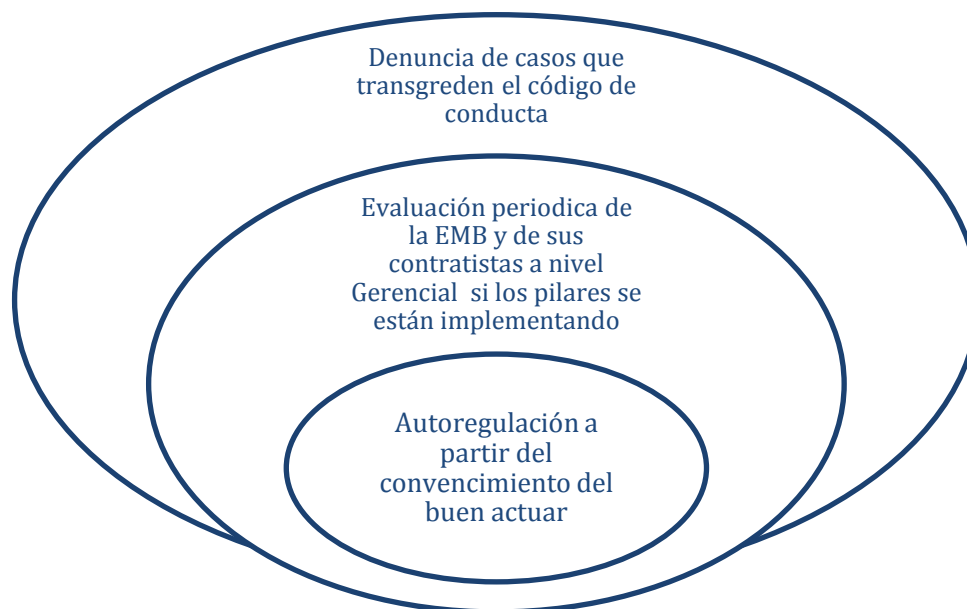 Denuncia de casos que
transgreden el código de
conducta
Evaluación periodica de
la EMB y de sus
contratistas a nivel
Gerencial  si los pilares se
están implementando
Autoregulación a
partir del
convencimiento del
buen actuar